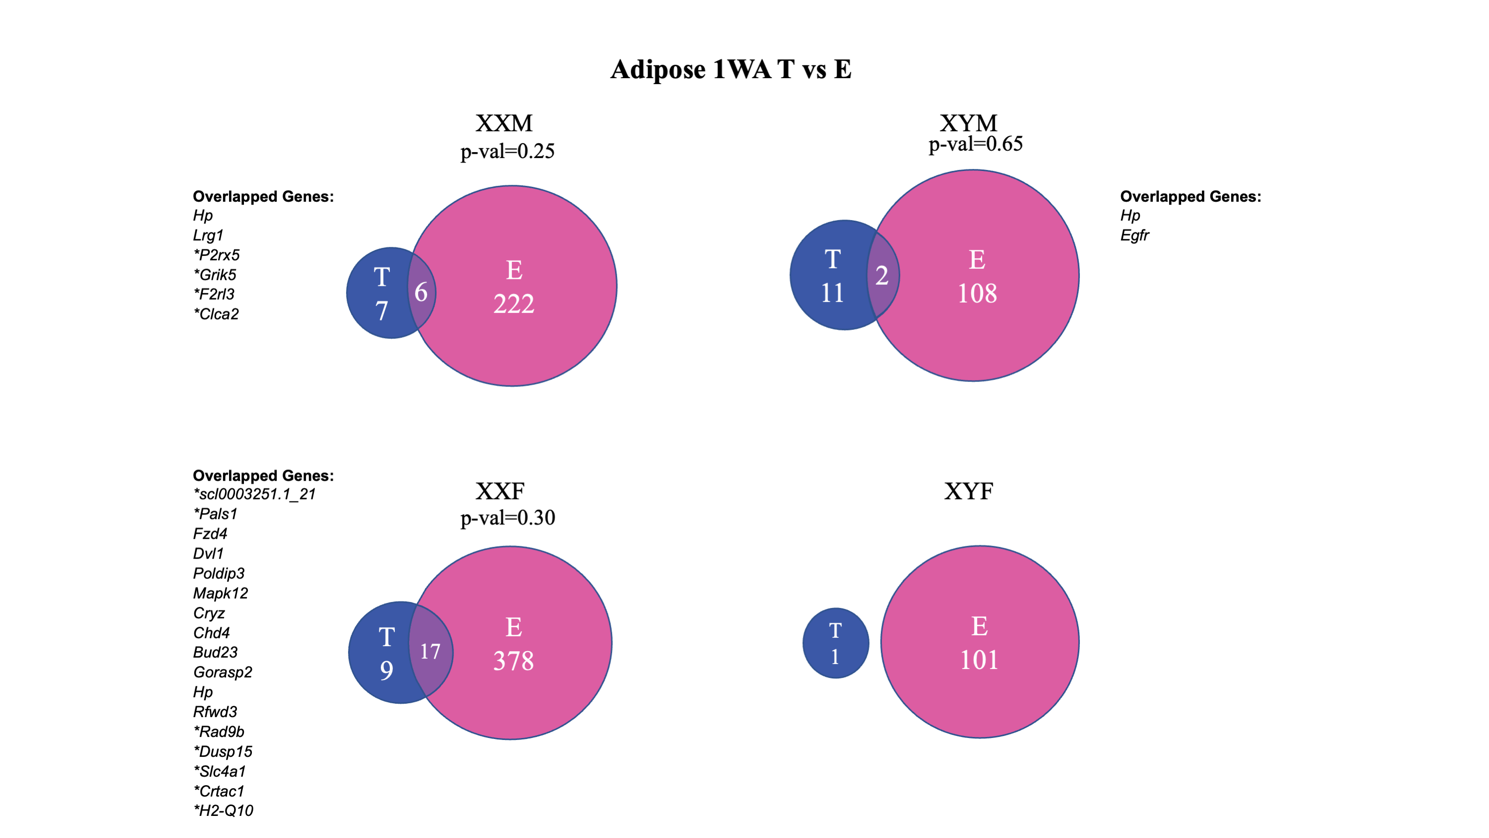 Adipose 1WA T vs E
XXM
p-val=0.25
Overlapped Genes:
Hp
Lrg1
*P2rx5
*Grik5
*F2rl3
*Clca2
T
7
6
E
222
XYM
p-val=0.65
T
11
2
E
108
Overlapped Genes:
Hp
Egfr
Overlapped Genes:
*scl0003251.1_21
*Pals1
Fzd4
Dvl1
Poldip3
Mapk12
Cryz
Chd4
Bud23
Gorasp2
Hp
Rfwd3
*Rad9b
*Dusp15
*Slc4a1
*Crtac1
*H2-Q10
XXF
p-val=0.30
T
9
17
E
378
XYF
T
1
E
101